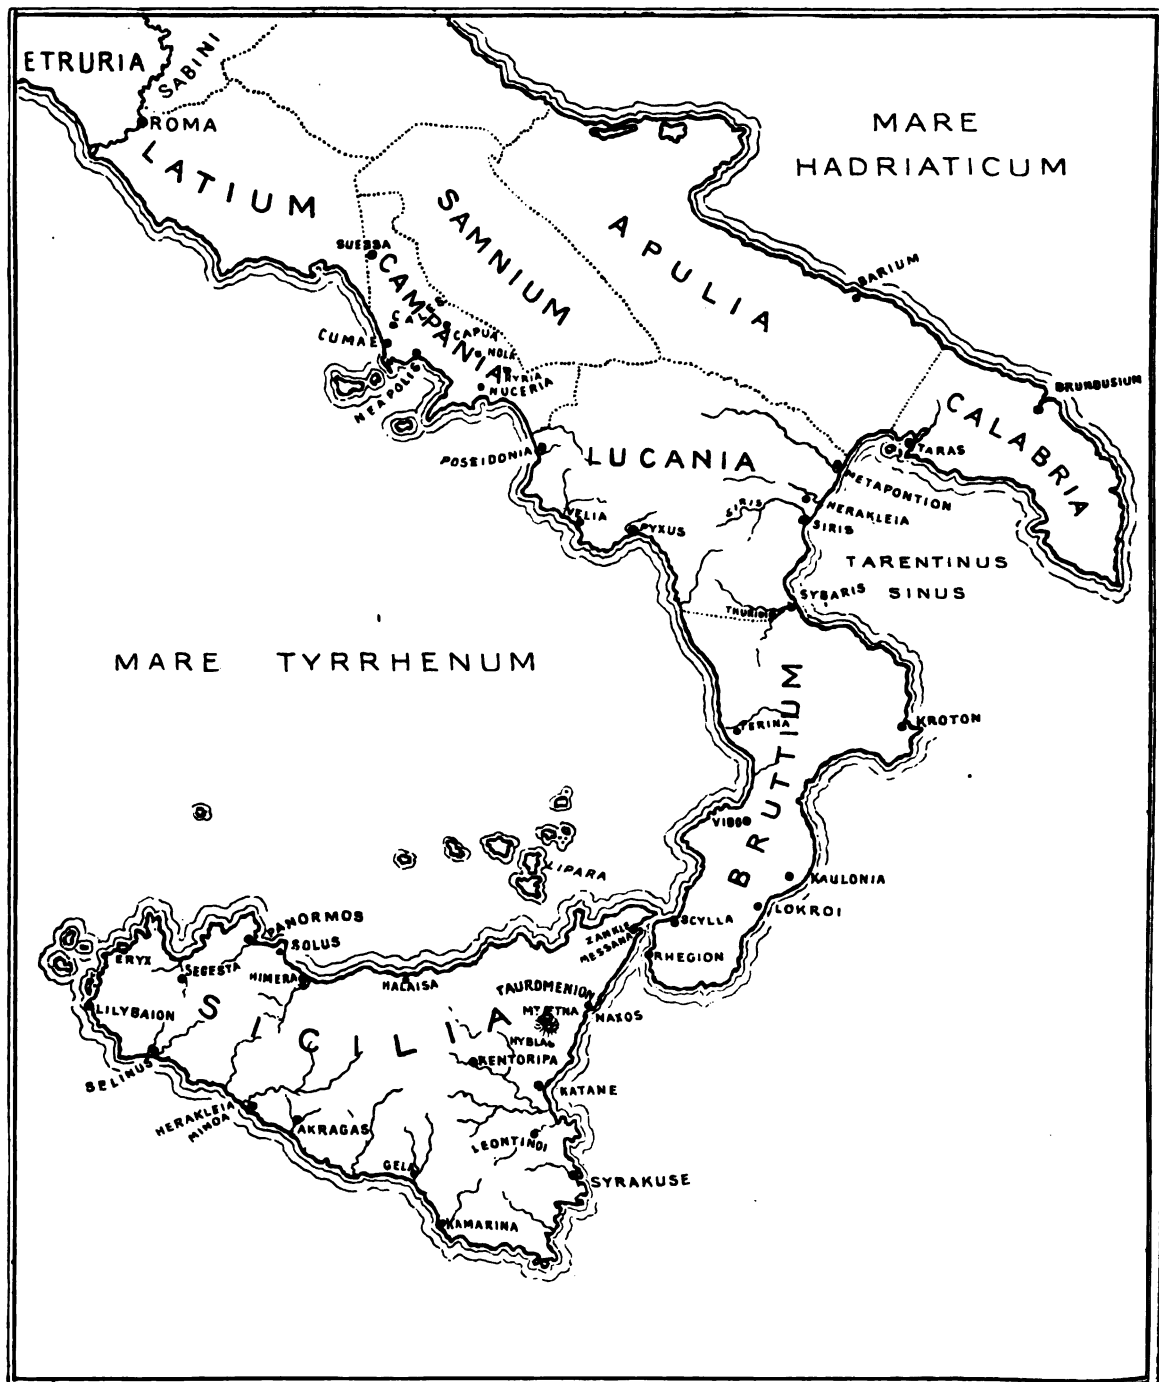 ETRURIA
SABINI
ROMA
LATIUM
MARE
HADRIATICUM
SAMNIUM
APULIA
SUESSA
CAMPANIA
CALES
CAPUA
CUMAE
NOLA
NEAPOLIS
HYRIA
NUCERIA
BARIUM
BRUNDUSIUM
CALABRIA
TARAS
POSEIDONIA
LUCANIA
METAPONTION
HERAKLEIA
SIRIS
SIRIS
VELIA
PYXUS
TARENTINUS
SINUS
SYBARIS
THURIOI
MARE TYRRHENUM
BRUTTIUM
TERINA
KROTON
VIBO
KAULONIA
LOKROI
LIPARA
SCYLLA
ZANKLE
MESSANA
RHEGION
PANORMOS
SOLUS
ERYX
SEGESTA
HIMERA
HALAISA
TAUROMENION
MT ETNA
NAXOS
LILYBAION
SICILIA
HYBLA
KENTORIPA
KATANE
SELINUS
HERAKLEIA
MINOA
AKRAGAS
LEONTINOI
GELA
SYRAKUSE
KAMARINA